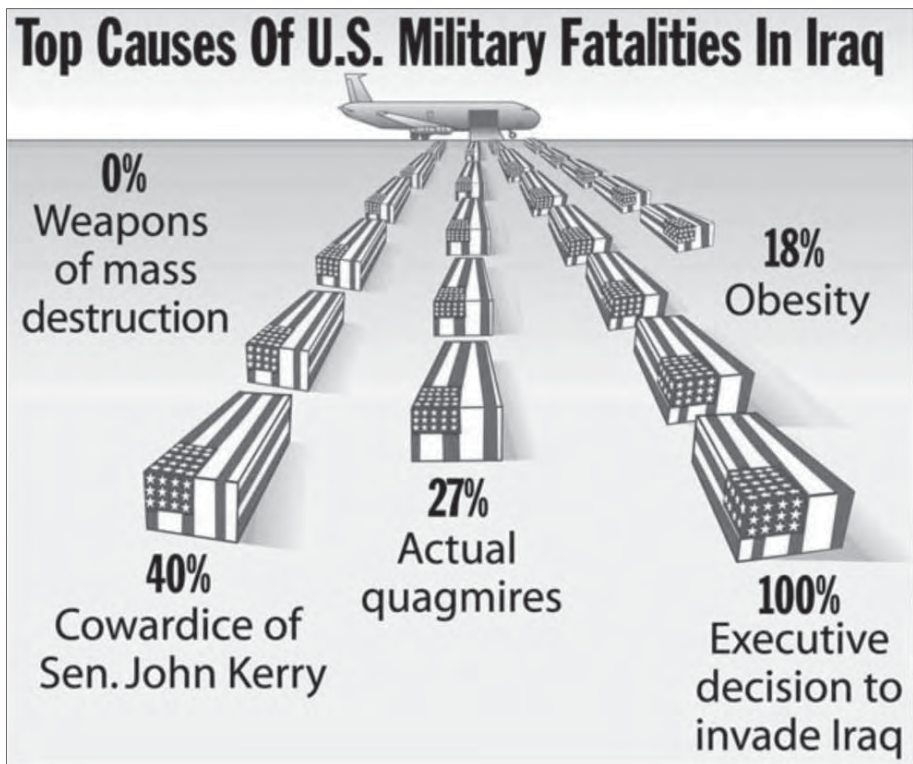 Top Causes Of U.S. Military Fatalities In Iraq
0%
Weapons
of mass
destruction
18%
Obesity
40%
Cowardice of
Sen. John Kerry
27%
Actual
quagmires
100%
Executive
decision to
invade Iraq